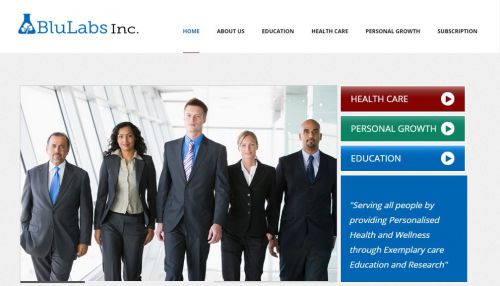 BluLabs Inc.
HOME ABOUT US EDUCATION HEALTH CARE PERSONAL GROWTH SUBSCRIPTION
HEALTH CARE
PERSONAL GROWTH
EDUCATION
"Serving all people by
providing Personalised
Health and Wellness
through Exemplary care
Education and Research"